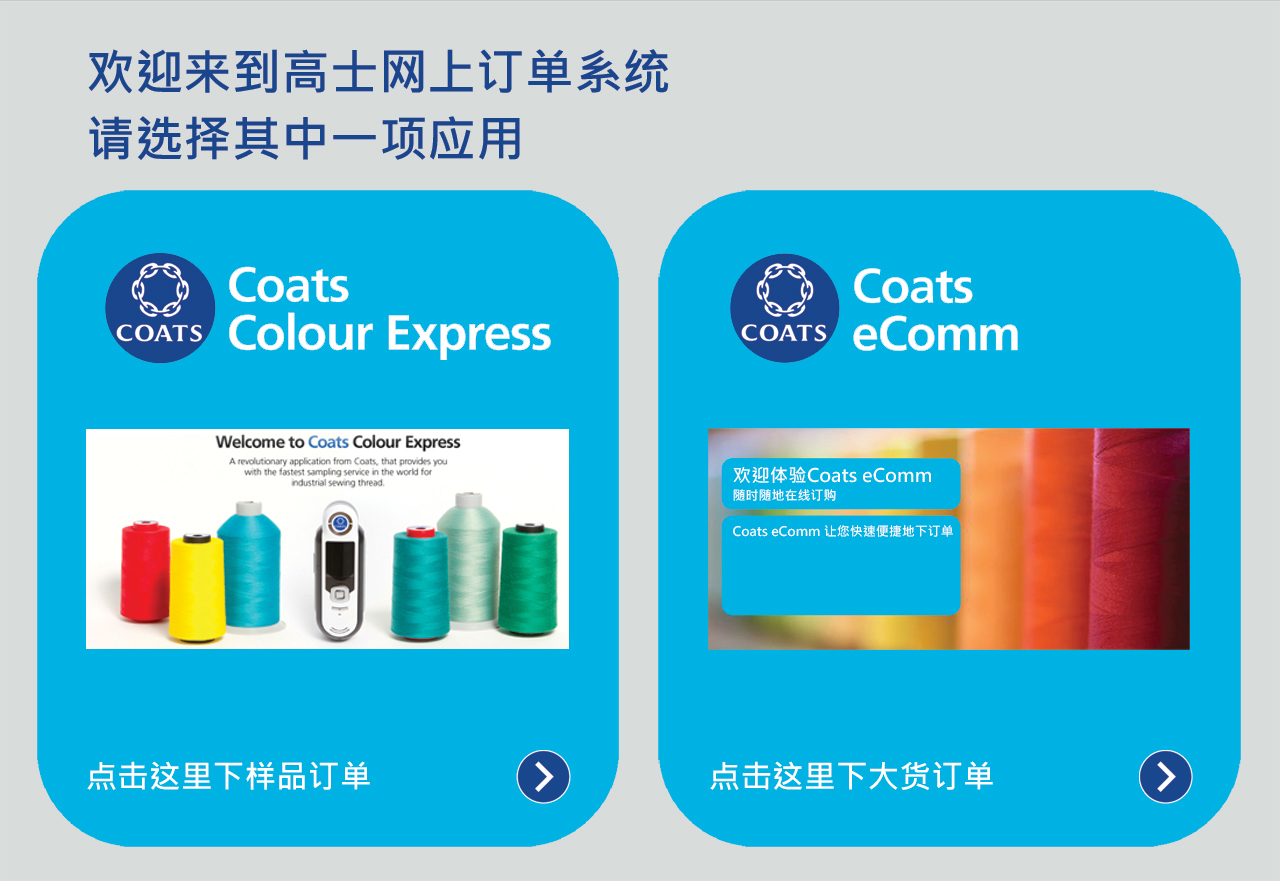 欢迎来到高士网上订单系统
请选择其中一项应用
COATS
Coats
Colour Express
Welcome to Coats Colour Express
A revolutionary application from Coats, that provides you
with the fastest sampling service in the world for
industrial sewing thread.
点击这里下样品订单
COATS
Coats
eComm
欢迎体验Coats eComm
随时随地在线订购
Coats eComm 让您快速便捷地下订单
点击这里下大货订单